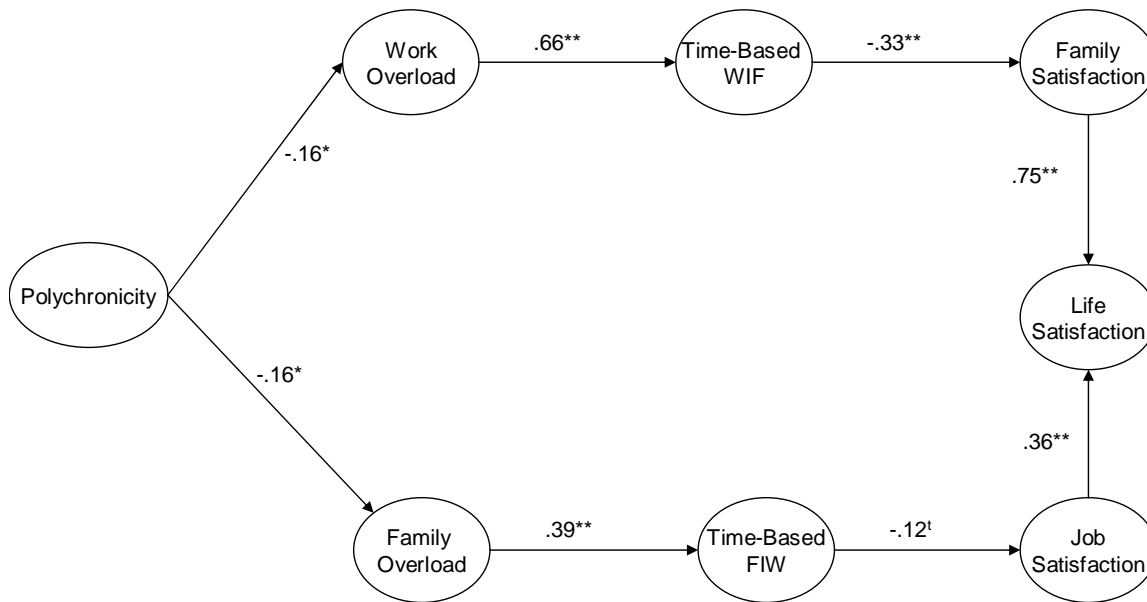 Work
Overload
.66**
Time-Based
WIF
-.33**
Family
Satisfaction
-.16*
.75**
Polychronicity
Life
Satisfaction
-.16*
.36**
Family
Overload
.39**
Time-Based
FIW
-.12ᵗ
Job
Satisfaction